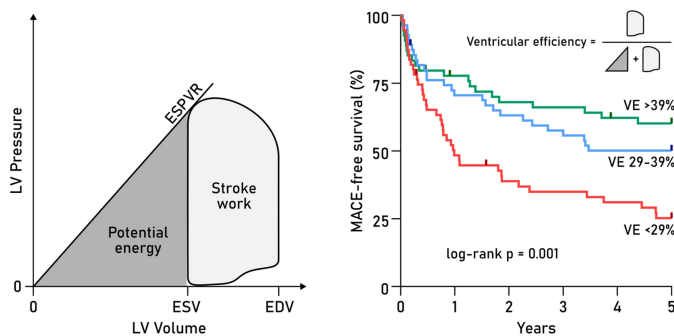 LV Pressure
ESPVR
Stroke
work
Potential
energy
0
0
ESV
EDV
LV Volume
MACE-free survival (%)
100
75
50
25
0
Ventricular efficiency =
+
VE >39%
VE 29-39%
VE <29%
log-rank p = 0.001
0
1
2
3
4
5
Years